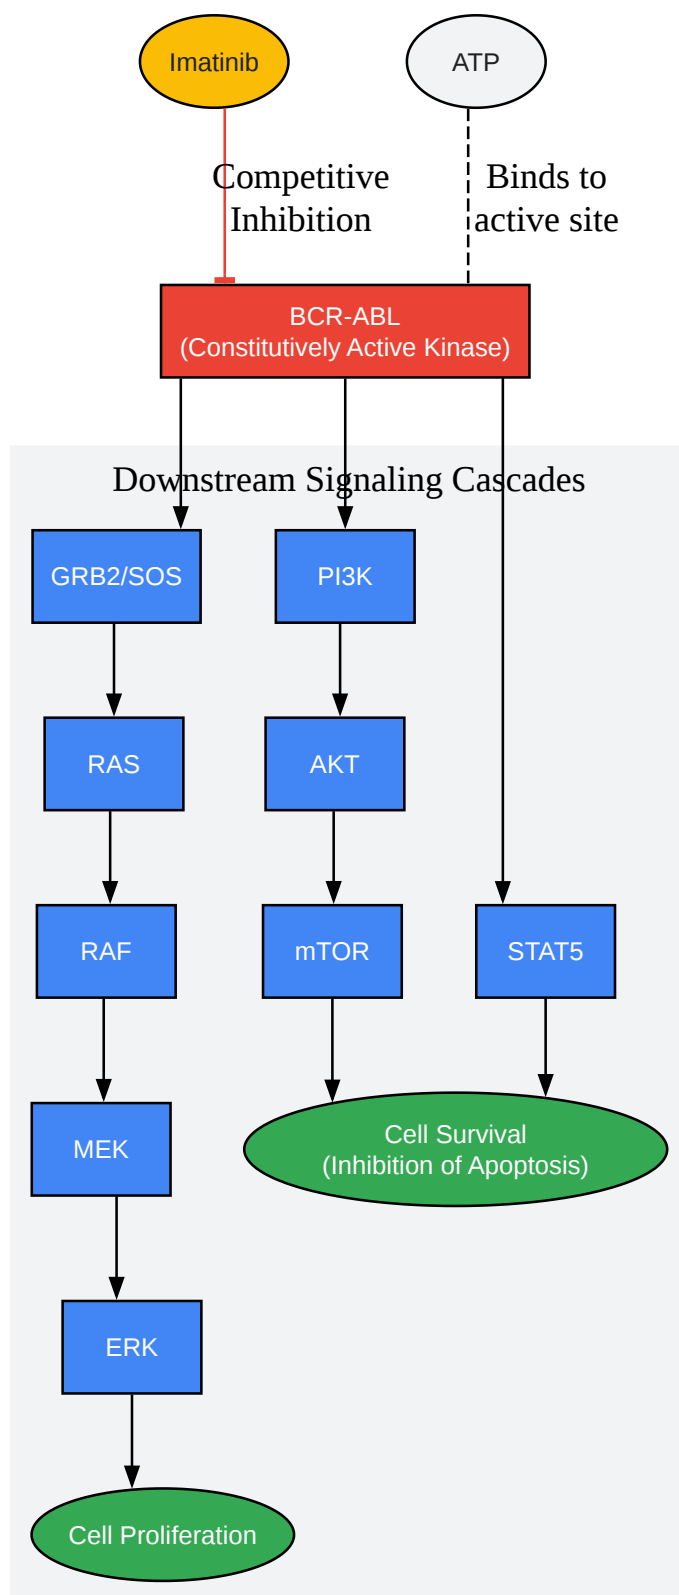 Imatinib
ATP
Competitive
Inhibition
Binds to
active site
BCR-ABL
(Constitutively Active Kinase)
Downstream Signaling Cascades
GRB2/SOS
PI3K
RAS
AKT
RAF
mTOR
STAT5
MEK
Cell Survival
(Inhibition of Apoptosis)
ERK
Cell Proliferation